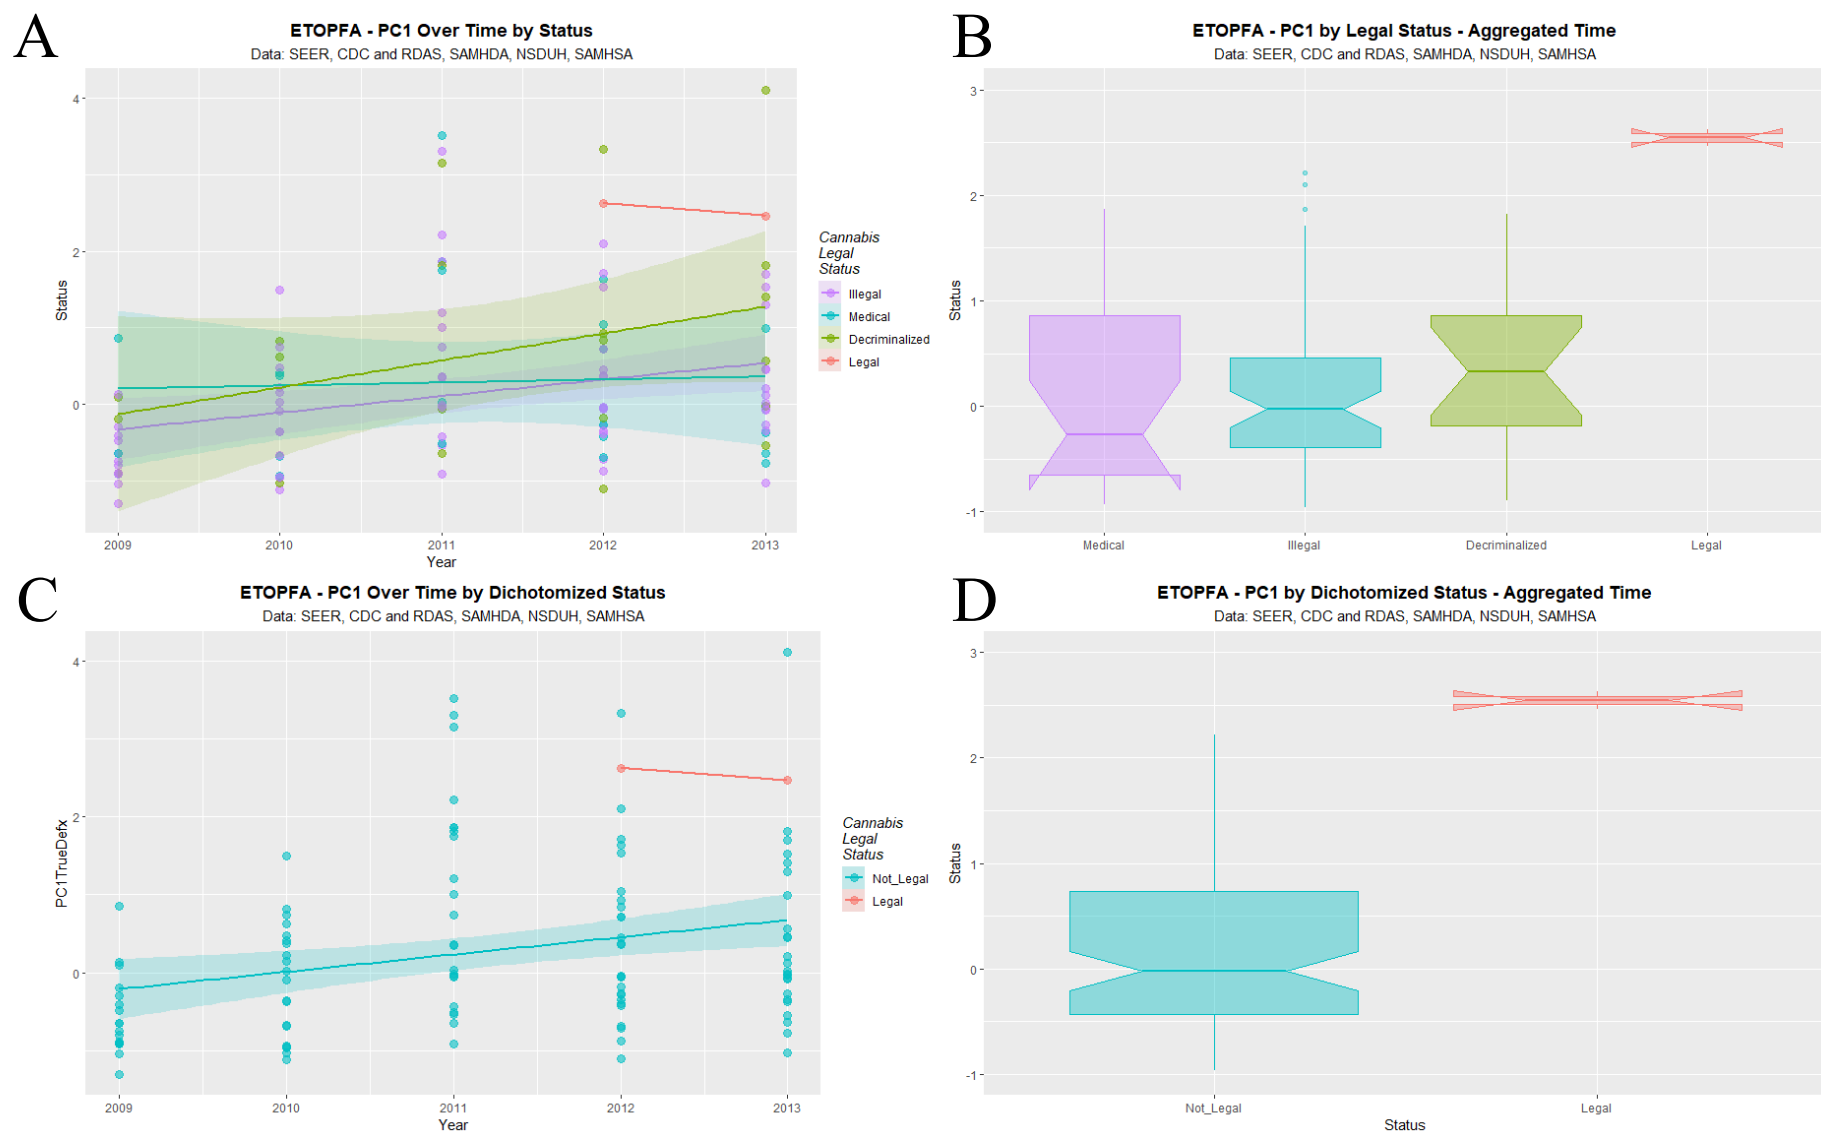 A
ETOPFA - PC1 Over Time by Status
Data: SEER, CDC and RDAS, SAMHDA, NSDUH, SAMHSA
Status
4
2
0
2009 2010 2011 2012 2013
Year
Cannabis
Legal
Status
Illegal
Medical
Decriminalized
Legal
B
ETOPFA - PC1 by Legal Status - Aggregated Time
Data: SEER, CDC and RDAS, SAMHDA, NSDUH, SAMHSA
Status
3
2
1
0
-1
Medical Illegal Decriminalized Legal
C
ETOPFA - PC1 Over Time by Dichotomized Status
Data: SEER, CDC and RDAS, SAMHDA, NSDUH, SAMHSA
PC1TrueDefx
4
2
0
2009 2010 2011 2012 2013
Year
Cannabis
Legal
Status
Not_Legal
Legal
D
ETOPFA - PC1 by Dichotomized Status - Aggregated Time
Data: SEER, CDC and RDAS, SAMHDA, NSDUH, SAMHSA
Status
3
2
1
0
-1
Not_Legal Legal
Status